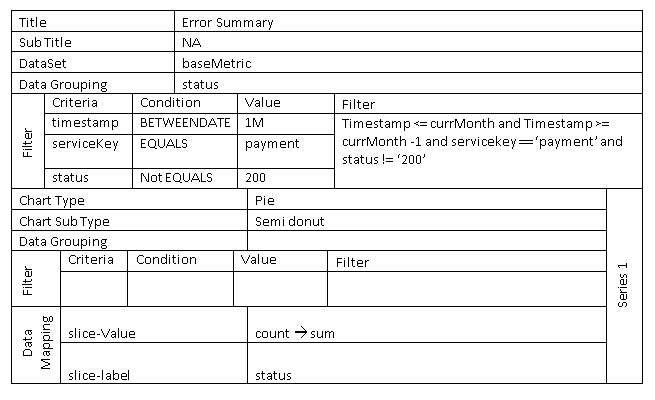 Title Error Summary
Sub Title NA
DataSet baseMetric
Data Grouping status
Filter
Criteria Condition Value Filter
timestamp BETWEENDATE 1M Timestamp <= currMonth and Timestamp >=
serviceKey EQUALS payment currMonth -1 and servicekey == ‘payment’ and
status != ‘200’
status Not EQUALS 200
Chart Type Pie
Chart Sub Type Semi donut
Data Grouping
Series 1
Filter
Criteria Condition Value Filter
Data
Mapping
slice-Value count → sum
slice-label status